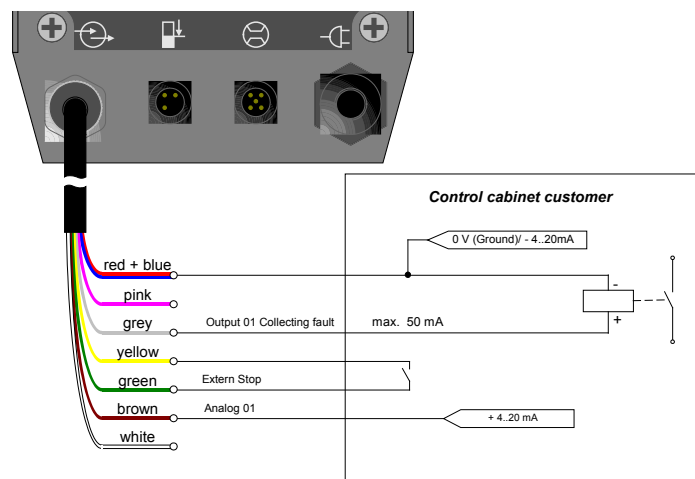 Control cabinet customer
0 V (Ground)/ - 4..20mA
red + blue
-
pink
+
grey
Output 01 Collecting fault
max. 50 mA
yellow
green
Extern Stop
brown
Analog 01
+ 4..20 mA
white